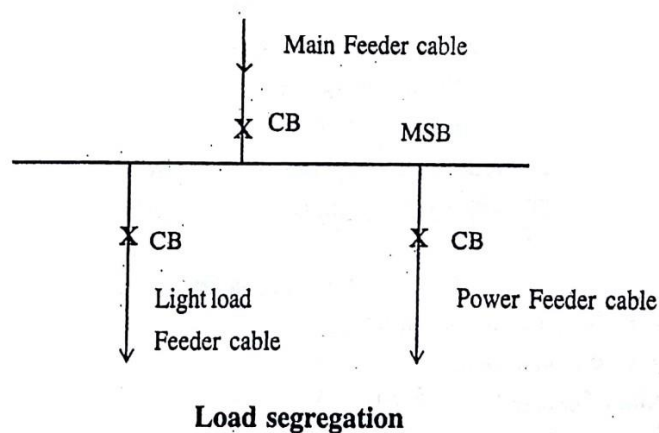 Main Feeder cable
CB
MSB
CB
CB
Light load
Feeder cable
Power Feeder cable
Load segregation